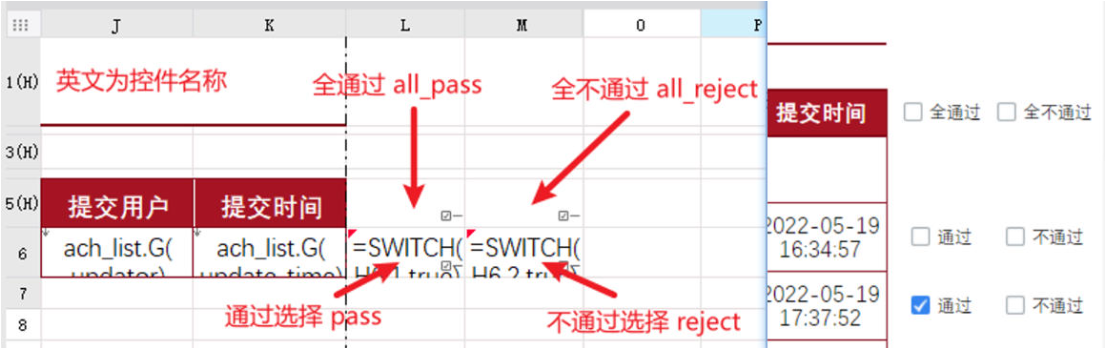 J K L M O P
1(H) 英文为控件名称 全通过 all_pass 全不通过 all_reject
提交时间 全通过 全不通过
3(H)
5(H) 提交用户 提交时间
6 ach_list.G( ach_list.G( =SWITCH( =SWITCH(
updator) update_time) H6,1,true) H6,2,true)
2022-05-19
16:34:57 通过 不通过
7
8 通过选择 pass 不通过选择 reject
2022-05-19
17:37:52 通过 不通过